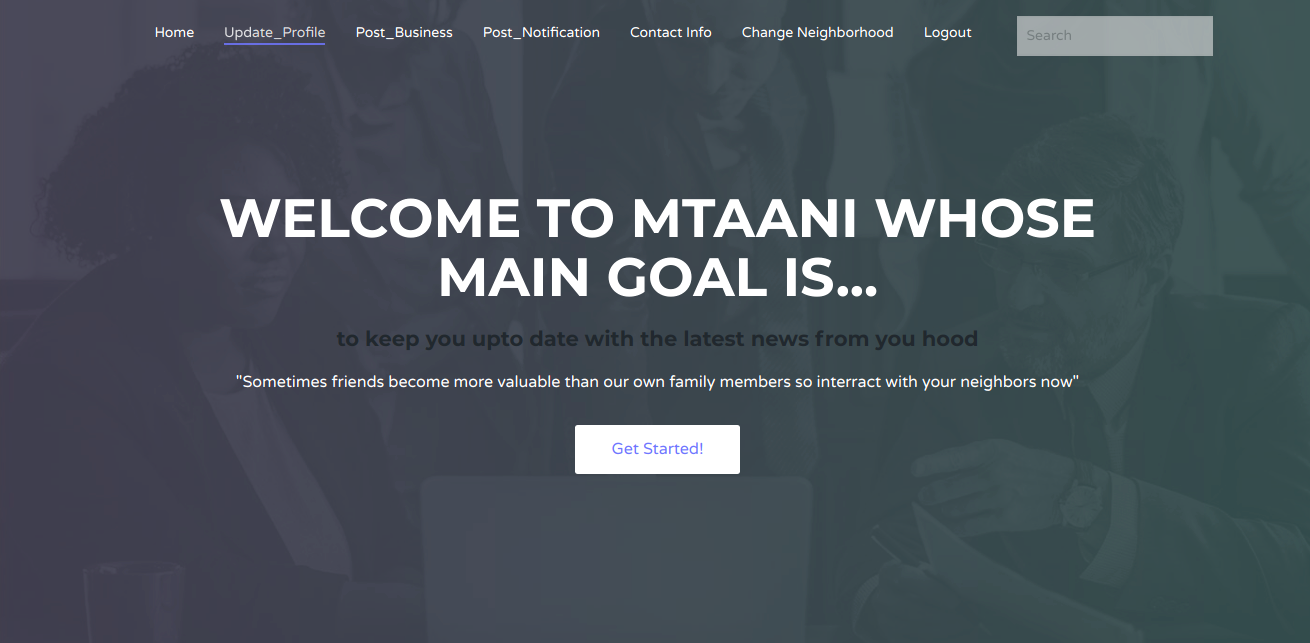 Home Update_Profile Post_Business Post_Notification Contact Info Change Neighborhood Logout Search
WELCOME TO MTAANI WHOSE
MAIN GOAL IS...
to keep you upto date with the latest news from you hood
"Sometimes friends become more valuable than our own family members so interract with your neighbors now"
Get Started!